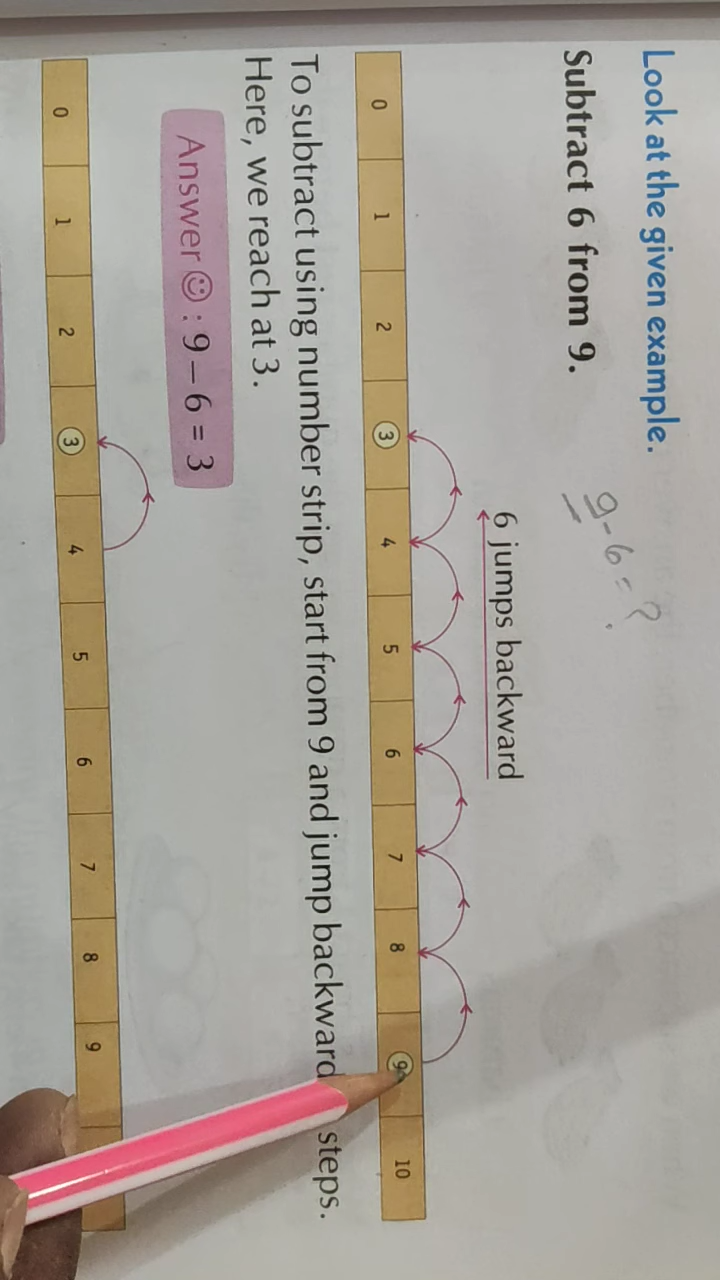 Look at the given example.
Subtract 6 from 9.
9-6=?
6 jumps backward
0 1 2 3 4 5 6 7 8 9 10
To subtract using number strip, start from 9 and jump backward steps.
Here, we reach at 3.
Answer☺: 9 – 6 = 3
0 1 2 3 4 5 6 7 8 9